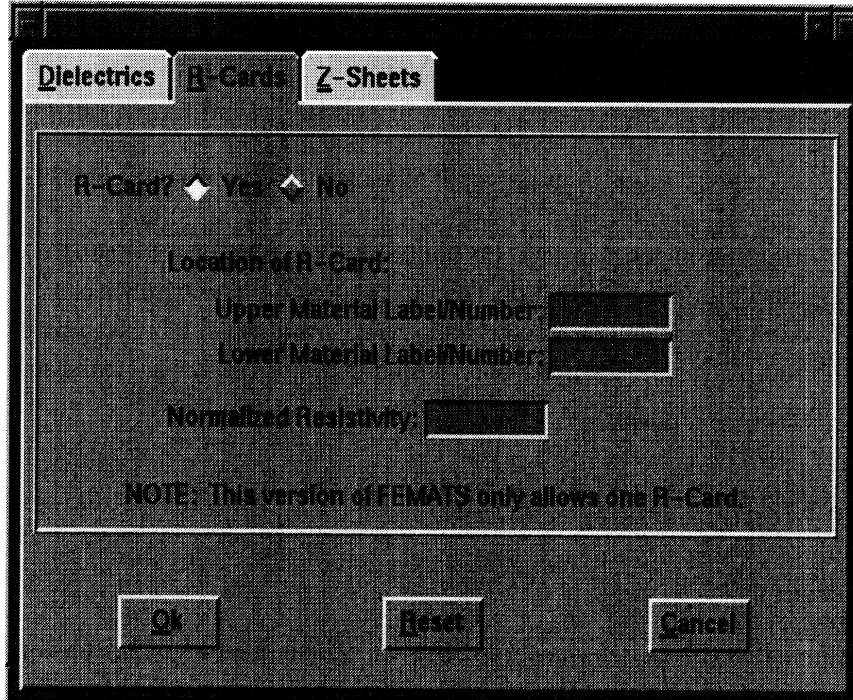 Dielectrics R-Cards Z-Sheets
R-Card? Yes No
Location of R-Card:
Upper Material Label/Number:
Lower Material Label/Number:
Normalized Resistivity:
NOTE: This version of FEMATS only allows one R-Card.
Ok Reset Cancel